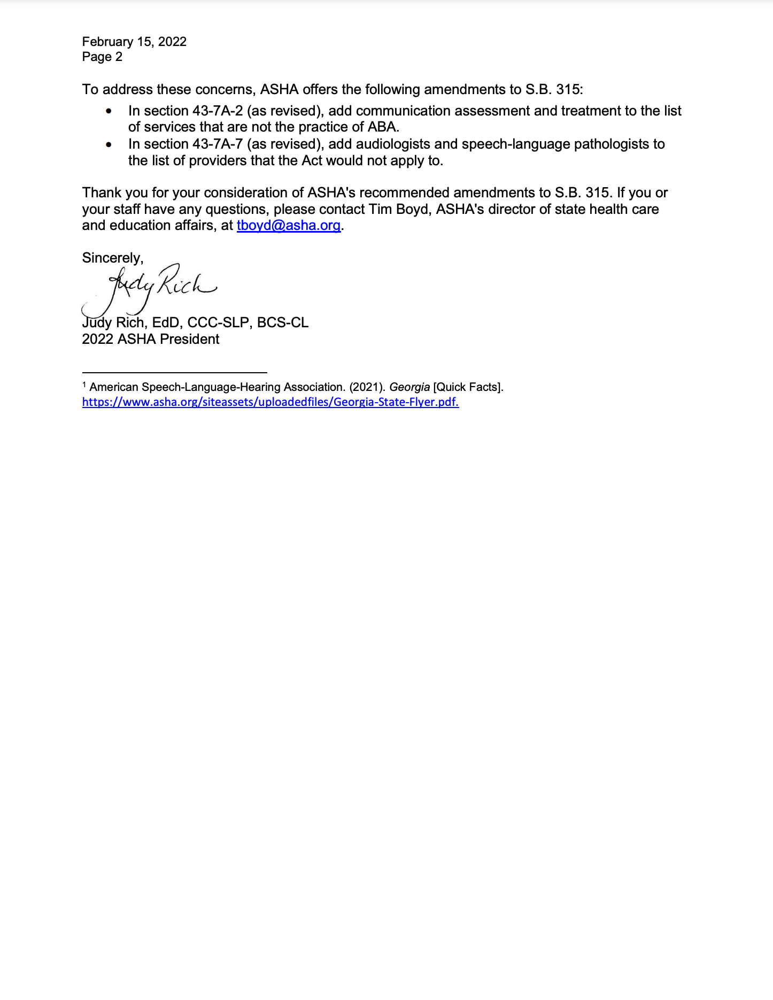 February 15, 2022
Page 2
To address these concerns, ASHA offers the following amendments to S.B. 315:
• In section 43-7A-2 (as revised), add communication assessment and treatment to the list
of services that are not the practice of ABA.
• In section 43-7A-7 (as revised), add audiologists and speech-language pathologists to
the list of providers that the Act would not apply to.
Thank you for your consideration of ASHA's recommended amendments to S.B. 315. If you or
your staff have any questions, please contact Tim Boyd, ASHA's director of state health care
and education affairs, at tboyd@asha.org.
Sincerely,
Judy Rich
Judy Rich, EdD, CCC-SLP, BCS-CL
2022 ASHA President
1 American Speech-Language-Hearing Association. (2021). Georgia [Quick Facts].
https://www.asha.org/siteassets/uploadedfiles/Georgia-State-Flyer.pdf.